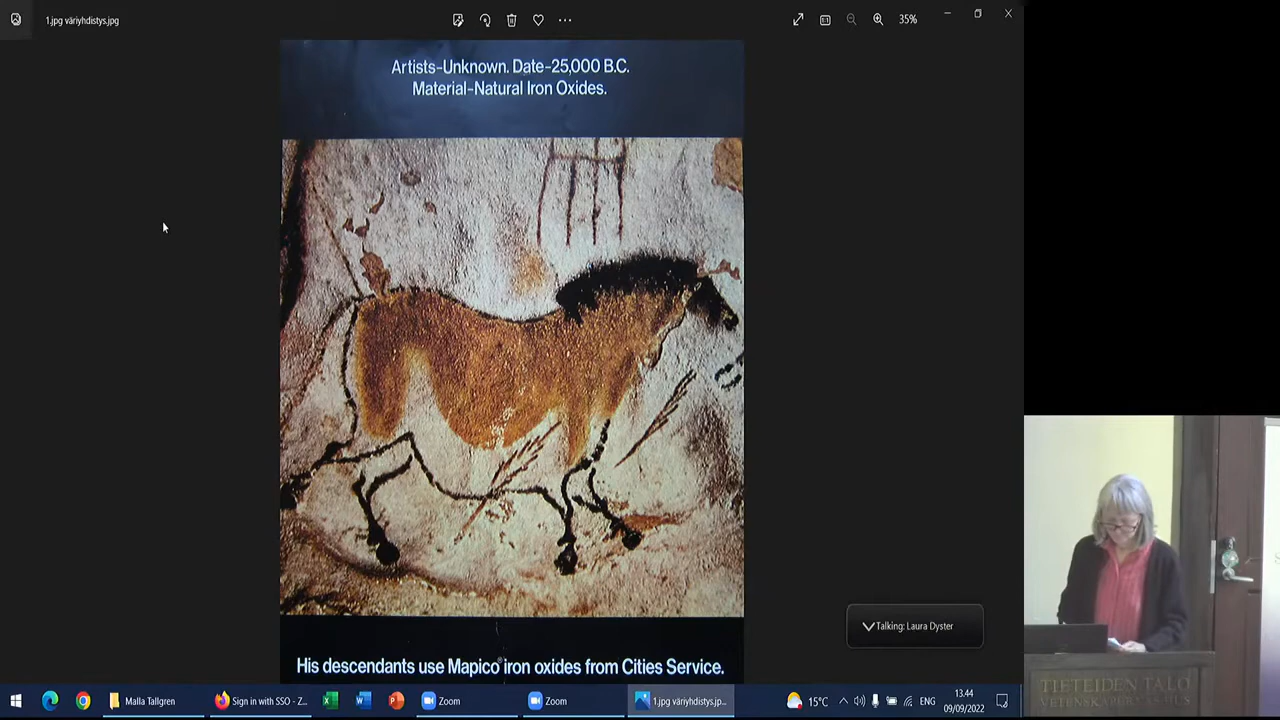 1.jpg väriyhdistys.jpg
35%
Artists-Unknown. Date-25,000 B.C.
Material-Natural Iron Oxides.
His descendants use Mapico® iron oxides from Cities Service.
Talking: Laura Dyster
TIETEIDEN TALO
VETENSKAPERNAS HUS
Malla Tallgren
Sign in with SSO - Z...
Zoom
Zoom
1.jpg väriyhdistys.jp...
15°C
ENG
13.44
09/09/2022